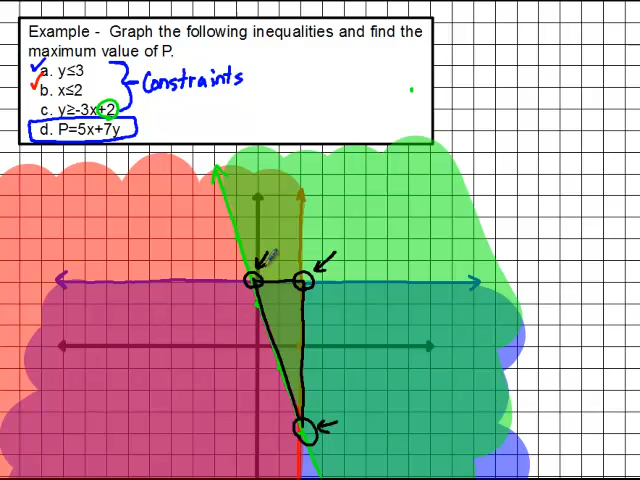 Example - Graph the following inequalities and find the
maximum value of P.
a. y≤3
b. x≤2
c. y≥-3x+2
d. P=5x+7y
Constraints